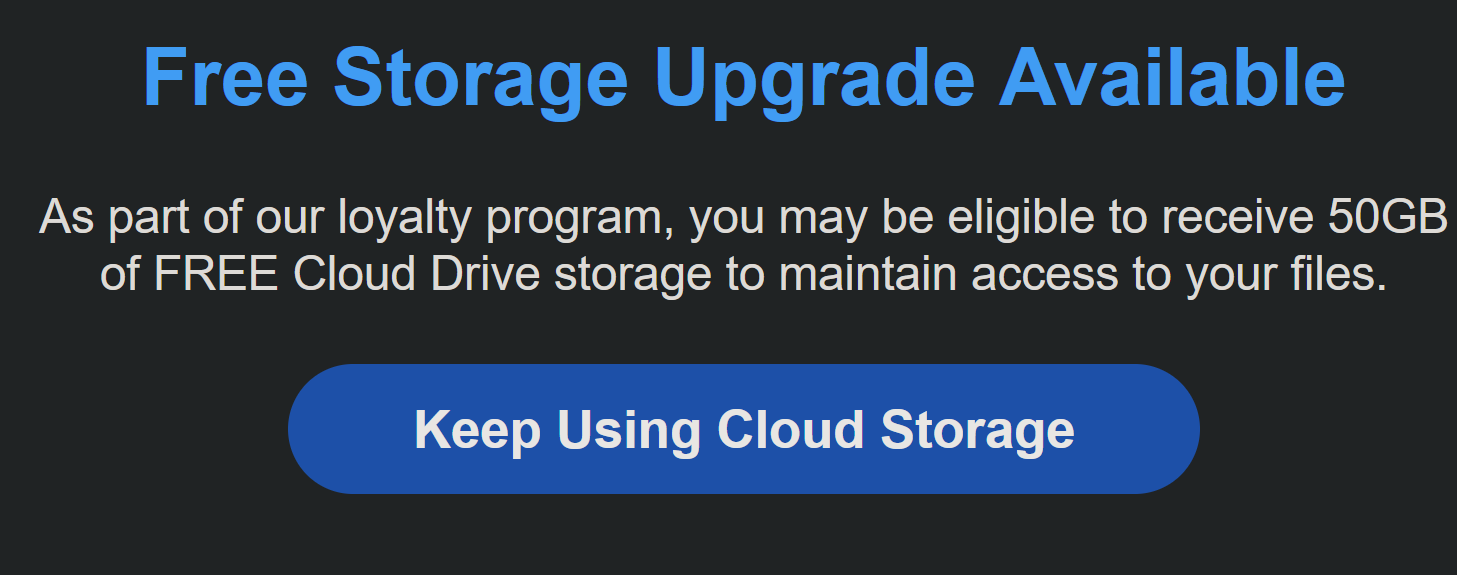 Free Storage Upgrade Available
As part of our loyalty program, you may be eligible to receive 50GB
of FREE Cloud Drive storage to maintain access to your files.
Keep Using Cloud Storage